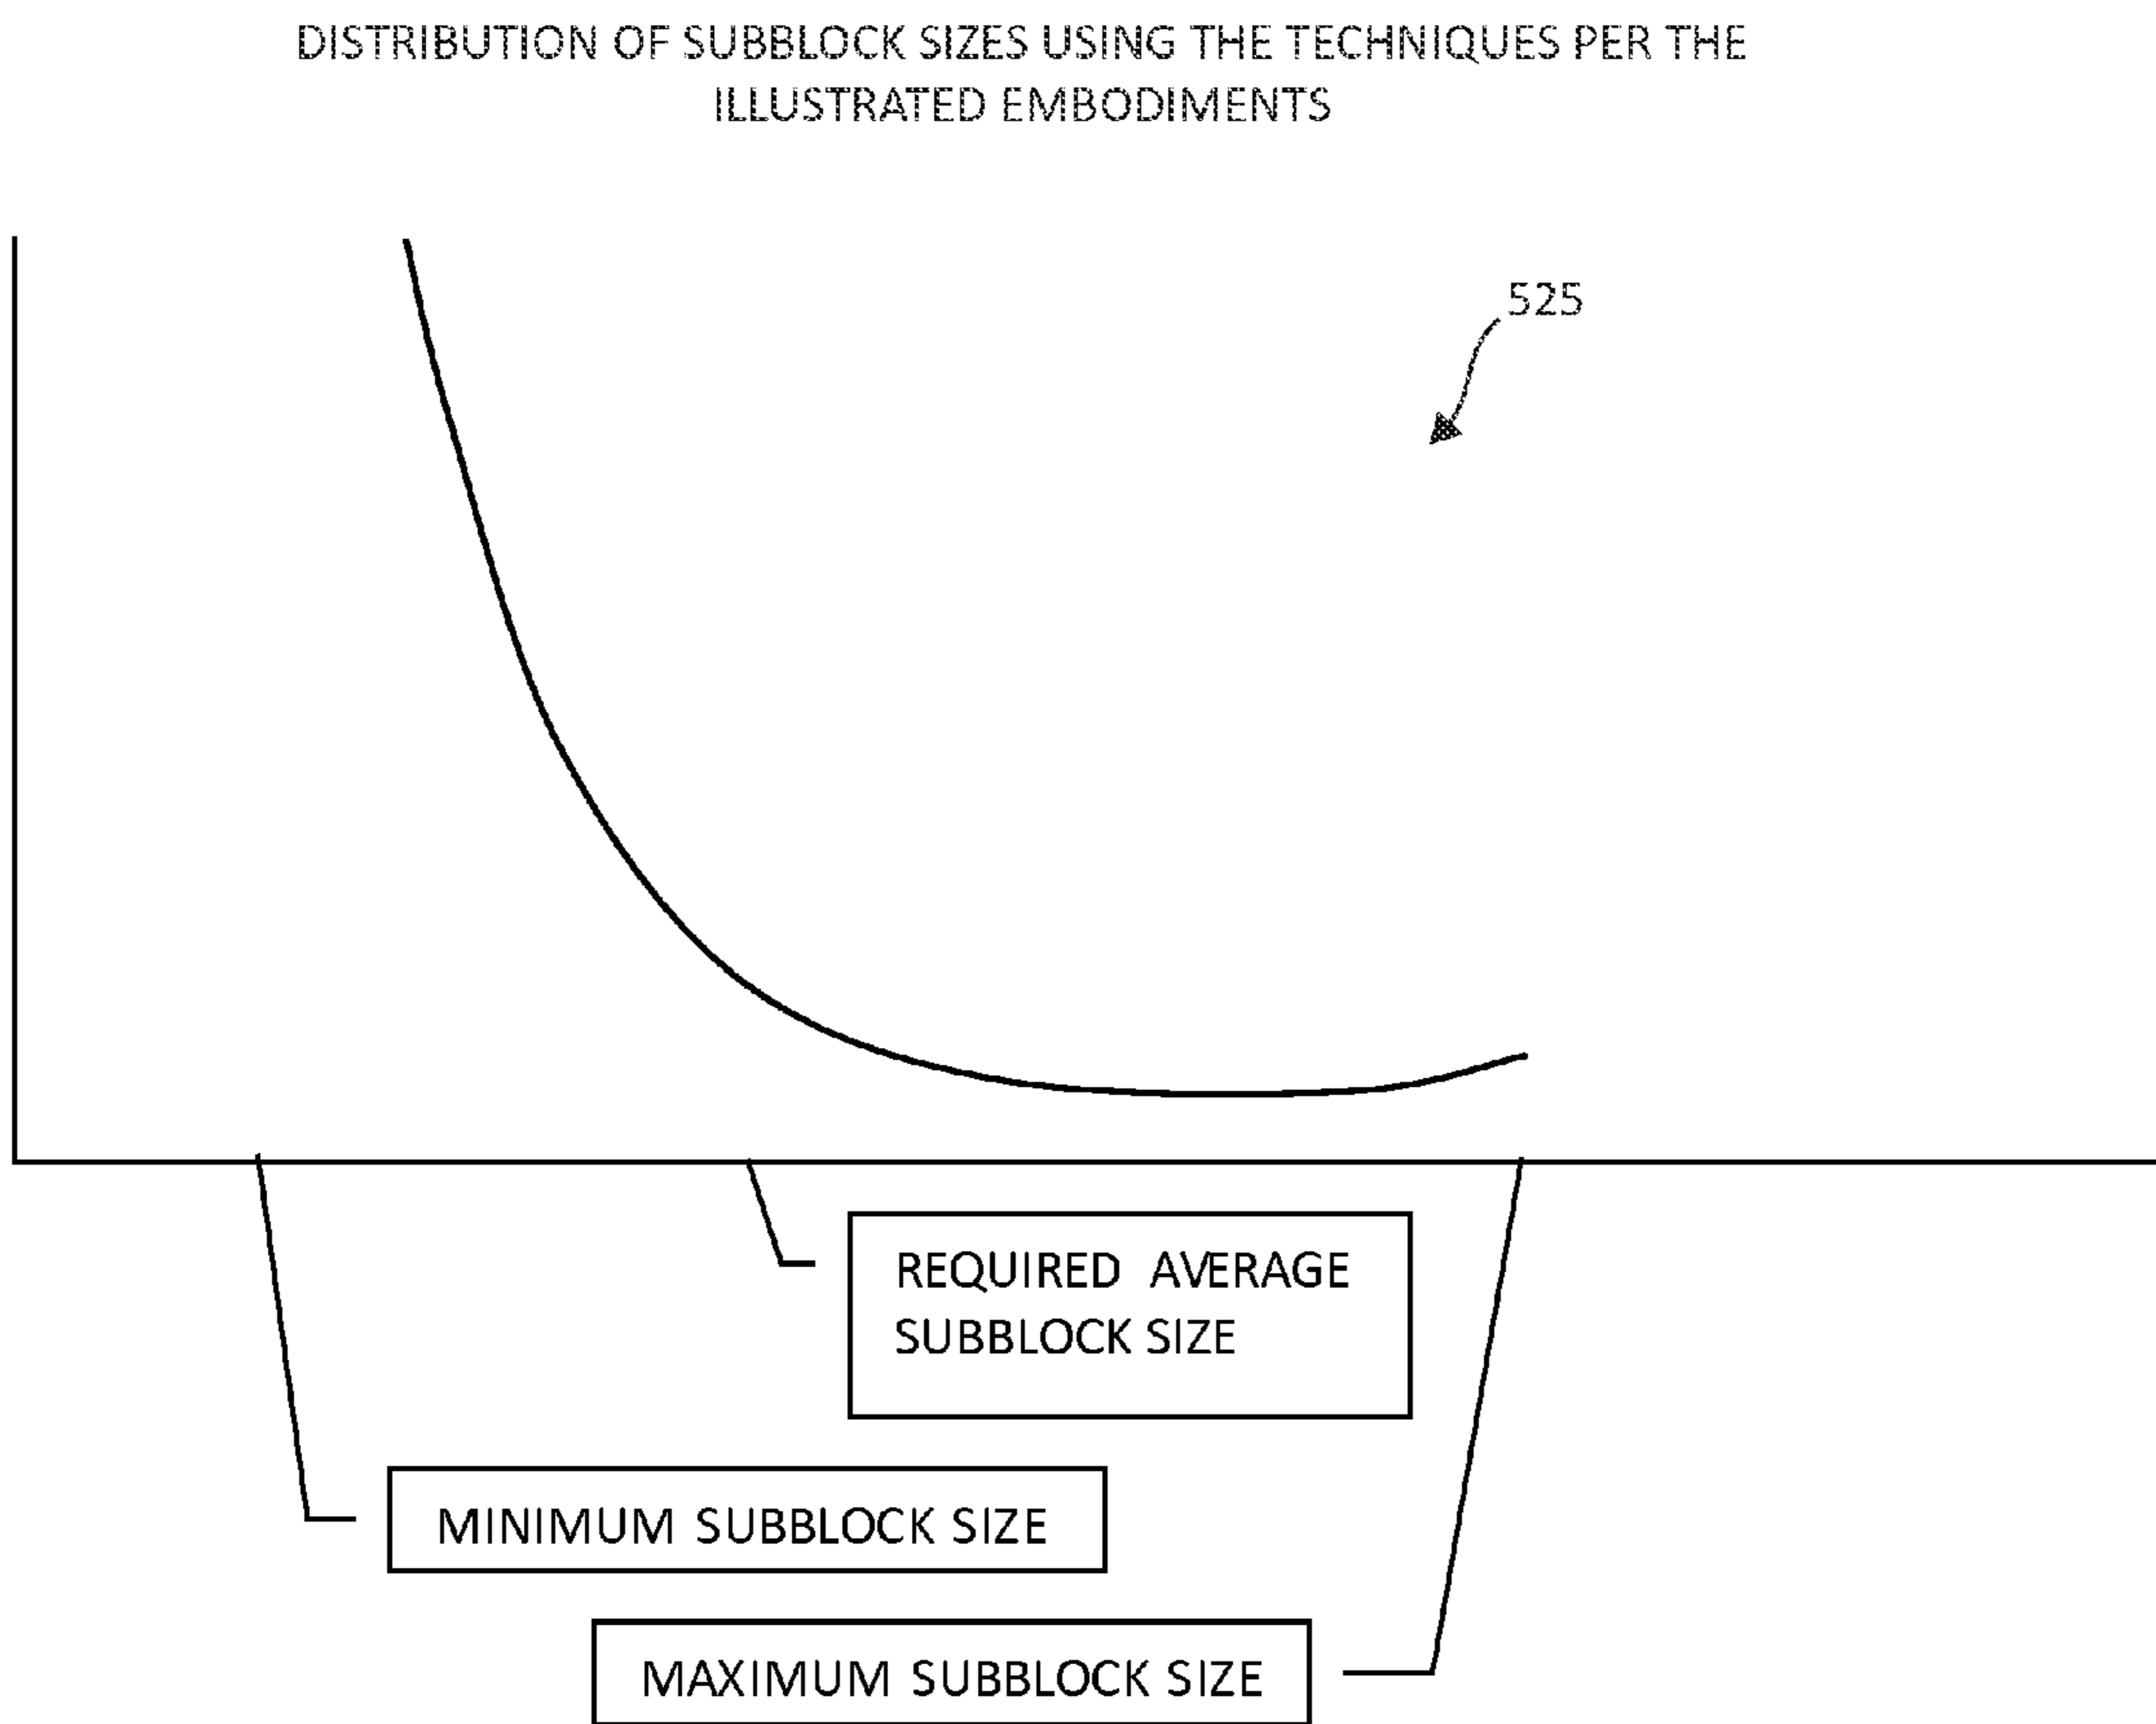 DISTRIBUTION OF SUBBLOCK SIZES USING THE TECHNIQUES PER THE
ILLUSTRATED EMBODIMENTS
525
REQUIRED AVERAGE
SUBBLOCK SIZE
MINIMUM SUBBLOCK SIZE
MAXIMUM SUBBLOCK SIZE